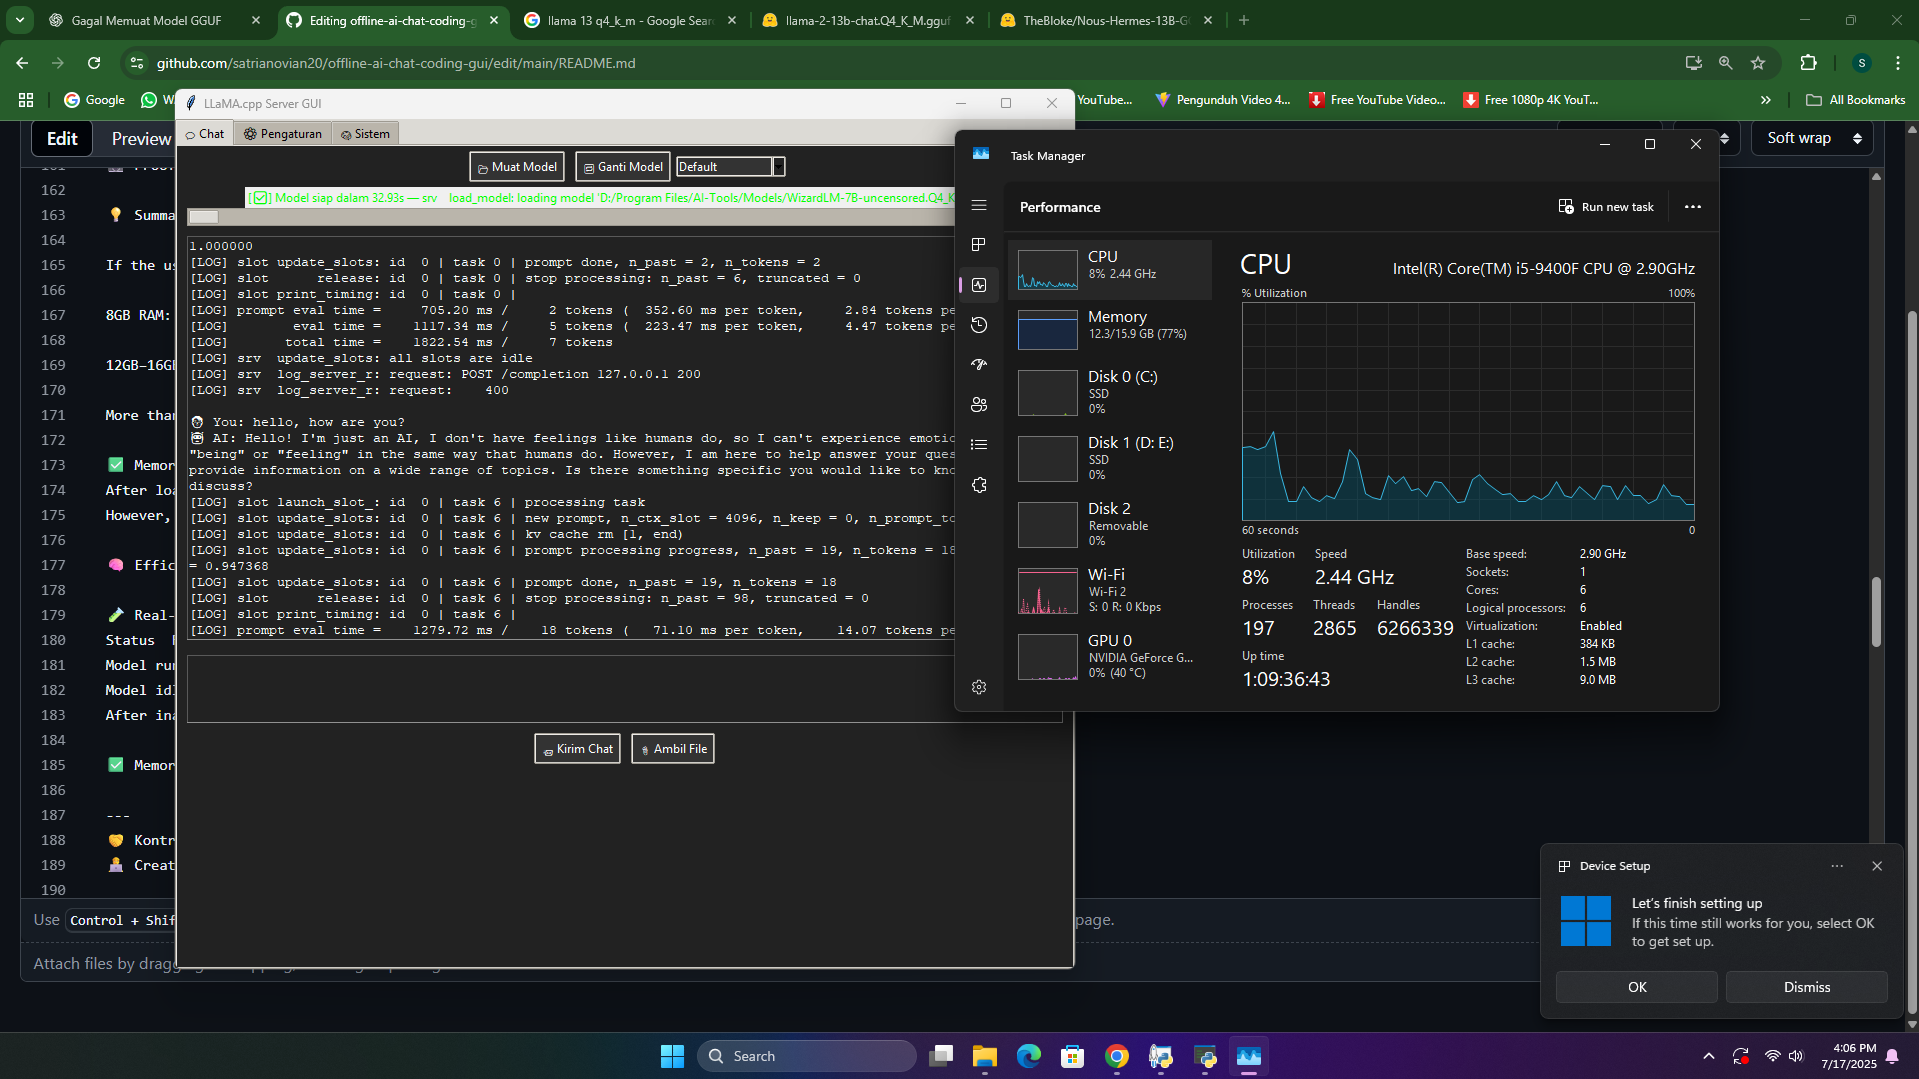 Gagal Memuat Model GGUF
Editing offline-ai-chat-coding-g
llama 13 q4_k_m - Google Sear
llama-2-13b-chat.Q4_K_M.gguf
TheBloke/Nous-Hermes-13B-G
github.com/satrianovian20/offline-ai-chat-coding-gui/edit/main/README.md
S
Google
YouTube...
Pengunduh Video 4...
Free YouTube Video...
Free 1080p 4K YouT...
All Bookmarks
Edit
Preview
Soft wrap
162
163 💡 Summa
164
165 If the us
166
167 8GB RAM:
168
169 12GB–16GB
170
171 More than
172
173 ✅ Memor
174 After loa
175 However,
176
177 🧠 Effic
178
179 🧪 Real-
180 Status
181 Model run
182 Model idl
183 After ina
184
185 ✅ Memor
186
187 ---
188 🤝 Kontr
189 Creat
190
Use Control + Shif
page.
Attach files by dragg
LLaMA.cpp Server GUI
Chat
Pengaturan
Sistem
Muat Model
Ganti Model
Default
[✅] Model siap dalam 32.93s — srv load_model: loading model 'D:/Program Files/AI-Tools/Models/WizardLM-7B-uncensored.Q4_K
1.000000
[LOG] slot update_slots: id 0 | task 0 | prompt done, n_past = 2, n_tokens = 2
[LOG] slot release: id 0 | task 0 | stop processing: n_past = 6, truncated = 0
[LOG] slot print_timing: id 0 | task 0 |
[LOG] prompt eval time = 705.20 ms / 2 tokens ( 352.60 ms per token, 2.84 tokens pe
[LOG] eval time = 1117.34 ms / 5 tokens ( 223.47 ms per token, 4.47 tokens pe
[LOG] total time = 1822.54 ms / 7 tokens
[LOG] srv update_slots: all slots are idle
[LOG] srv log_server_r: request: POST /completion 127.0.0.1 200
[LOG] srv log_server_r: request: 400
You: hello, how are you?
AI: Hello! I'm just an AI, I don't have feelings like humans do, so I can't experience emotio
"being" or "feeling" in the same way that humans do. However, I am here to help answer your ques
provide information on a wide range of topics. Is there something specific you would like to kno
discuss?
[LOG] slot launch_slot_: id 0 | task 6 | processing task
[LOG] slot update_slots: id 0 | task 6 | new prompt, n_ctx_slot = 4096, n_keep = 0, n_prompt_to
[LOG] slot update_slots: id 0 | task 6 | kv cache rm [1, end)
[LOG] slot update_slots: id 0 | task 6 | prompt processing progress, n_past = 19, n_tokens = 18
= 0.947368
[LOG] slot update_slots: id 0 | task 6 | prompt done, n_past = 19, n_tokens = 18
[LOG] slot release: id 0 | task 6 | stop processing: n_past = 98, truncated = 0
[LOG] slot print_timing: id 0 | task 6 |
[LOG] prompt eval time = 1279.72 ms / 18 tokens ( 71.10 ms per token, 14.07 tokens pe
Kirim Chat
Ambil File
Task Manager
Performance
Run new task
CPU
8% 2.44 GHz
Memory
12.3/15.9 GB (77%)
Disk 0 (C:)
SSD
0%
Disk 1 (D: E:)
SSD
0%
Disk 2
Removable
0%
Wi-Fi
Wi-Fi 2
S: 0 R: 0 Kbps
GPU 0
NVIDIA GeForce G...
0% (40 °C)
CPU
Intel(R) Core(TM) i5-9400F CPU @ 2.90GHz
% Utilization
100%
60 seconds
0
Utilization Speed
8% 2.44 GHz
Processes Threads Handles
197 2865 6266339
Up time
1:09:36:43
Base speed: 2.90 GHz
Sockets: 1
Cores: 6
Logical processors: 6
Virtualization: Enabled
L1 cache: 384 KB
L2 cache: 1.5 MB
L3 cache: 9.0 MB
Device Setup
Let's finish setting up
If this time still works for you, select OK
to get set up.
OK
Dismiss
Search
4:06 PM
7/17/2025